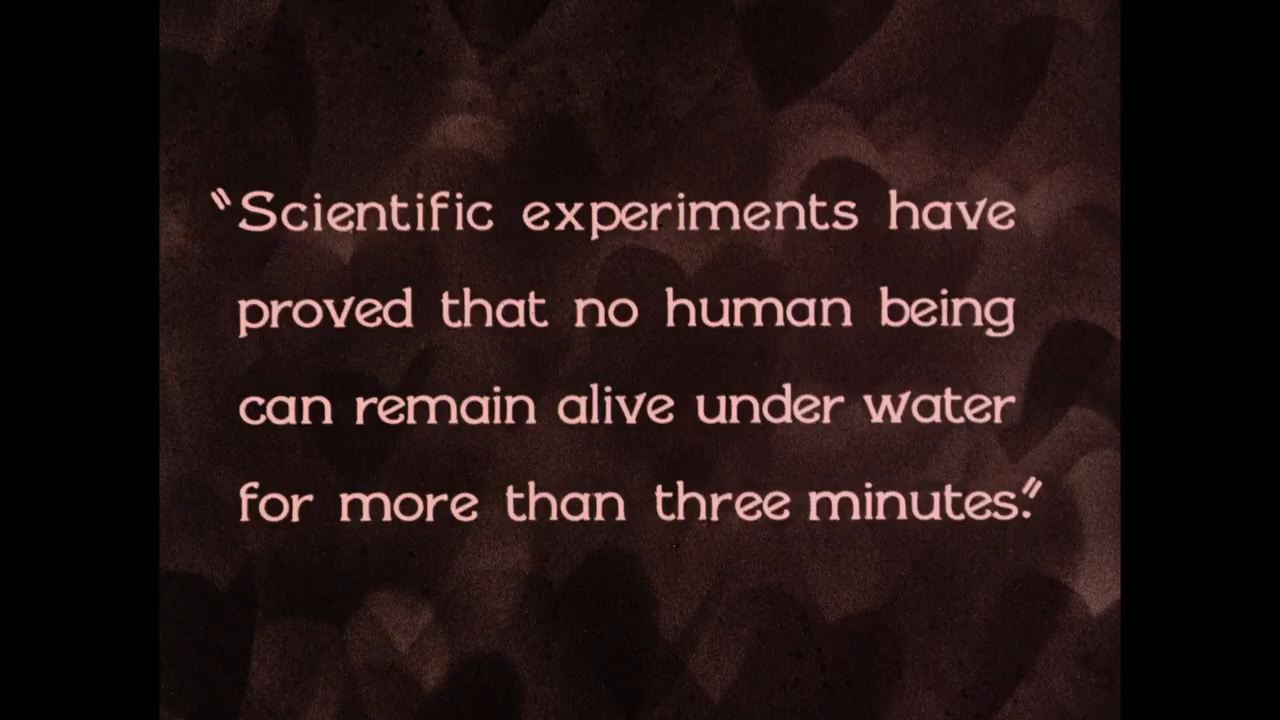 "Scientific experiments have
proved that no human being
can remain alive under water
for more than three minutes."